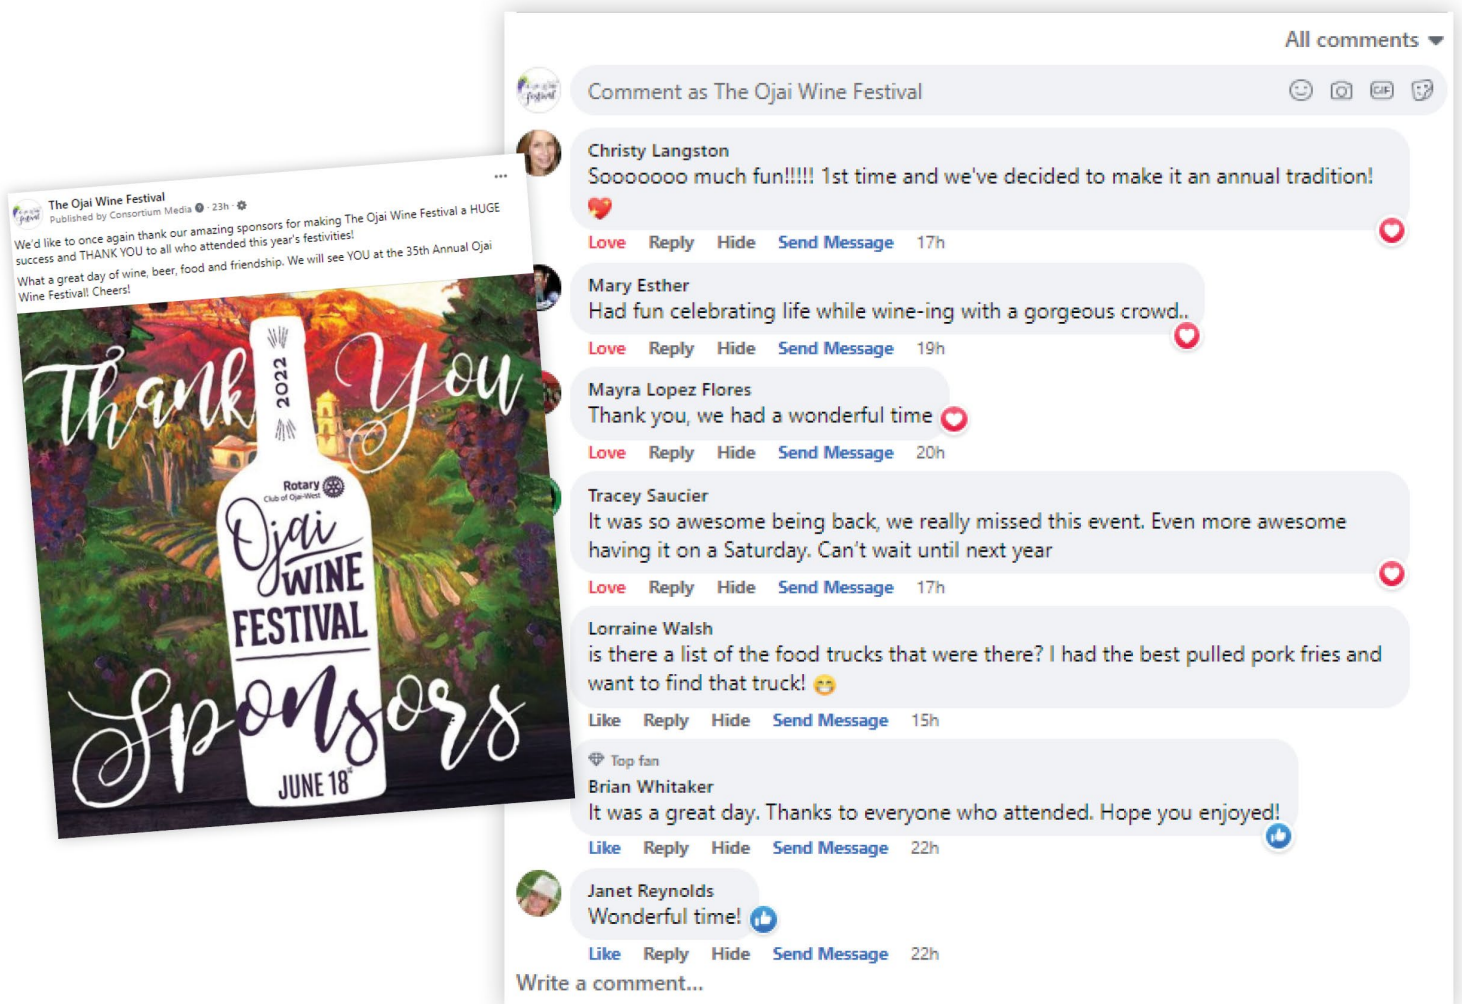 The Ojai Wine Festival
Published by Consortium Media · 23h ·
We'd like to once again thank our amazing sponsors for making The Ojai Wine Festival a HUGE
success and THANK YOU to all who attended this year's festivities!
What a great day of wine, beer, food and friendship. We will see YOU at the 35th Annual Ojai
Wine Festival! Cheers!
Thank You
2022
Rotary
Club of Ojai-West
Ojai
WINE
FESTIVAL
Sponsors
JUNE 18
All comments
Comment as The Ojai Wine Festival
GIF
Christy Langston
Sooooooo much fun!!!!! 1st time and we've decided to make it an annual tradition!
💖
Love Reply Hide Send Message 17h
Mary Esther
Had fun celebrating life while wine-ing with a gorgeous crowd..
Love Reply Hide Send Message 19h
Mayra Lopez Flores
Thank you, we had a wonderful time
Love Reply Hide Send Message 20h
Tracey Saucier
It was so awesome being back, we really missed this event. Even more awesome
having it on a Saturday. Can't wait until next year
Love Reply Hide Send Message 17h
Lorraine Walsh
is there a list of the food trucks that were there? I had the best pulled pork fries and
want to find that truck! 😁
Like Reply Hide Send Message 15h
Top fan
Brian Whitaker
It was a great day. Thanks to everyone who attended. Hope you enjoyed!
Like Reply Hide Send Message 22h
Janet Reynolds
Wonderful time!
Like Reply Hide Send Message 22h
Write a comment...